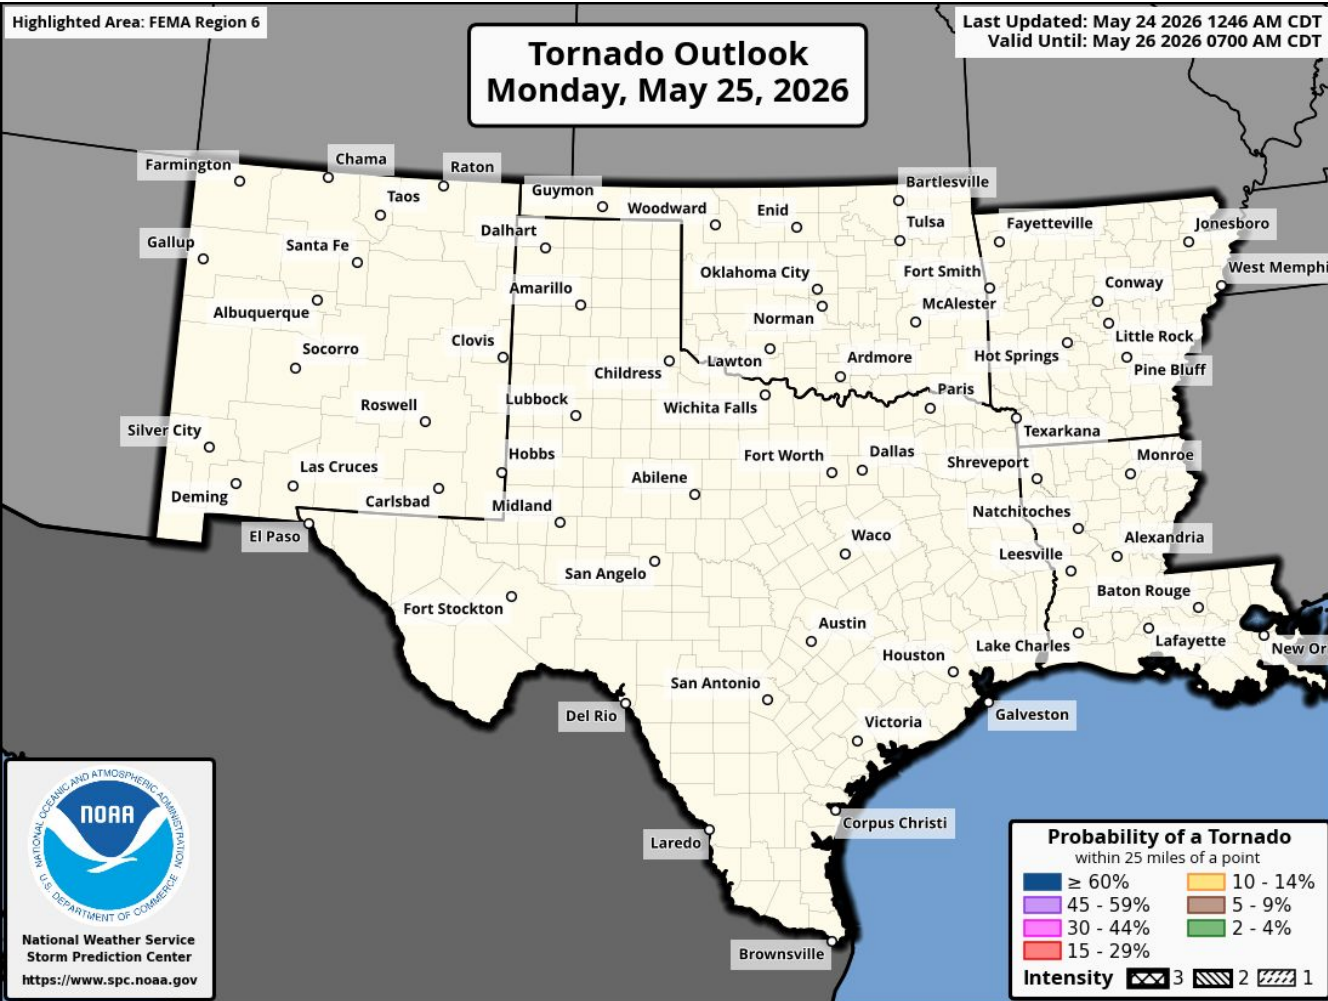 Highlighted Area: FEMA Region 6
Last Updated: May 24 2026 1246 AM CDT
Valid Until: May 26 2026 0700 AM CDT
Tornado Outlook
Monday, May 25, 2026
Farmington
Chama
Raton
Taos
Guymon
Woodward
Enid
Bartlesville
Tulsa
Fayetteville
Jonesboro
Gallup
Santa Fe
Dalhart
Oklahoma City
Fort Smith
West Memphi
Amarillo
Conway
Albuquerque
Norman
McAlester
Socorro
Clovis
Childress
Lawton
Ardmore
Hot Springs
Little Rock
Pine Bluff
Roswell
Lubbock
Wichita Falls
Paris
Silver City
Texarkana
Las Cruces
Hobbs
Abilene
Fort Worth
Dallas
Shreveport
Monroe
Deming
Carlsbad
Midland
Natchitoches
El Paso
Waco
Alexandria
San Angelo
Leesville
Fort Stockton
Baton Rouge
Austin
Lake Charles
Lafayette
New Or
Houston
San Antonio
Del Rio
Victoria
Galveston
Corpus Christi
Laredo
Brownsville
NATIONAL OCEANIC AND ATMOSPHERIC ADMINISTRATION
NOAA
U.S. DEPARTMENT OF COMMERCE
National Weather Service
Storm Prediction Center
https://www.spc.noaa.gov
Probability of a Tornado
within 25 miles of a point
≥ 60% 10 - 14%
45 - 59% 5 - 9%
30 - 44% 2 - 4%
15 - 29%
Intensity 3 2 1